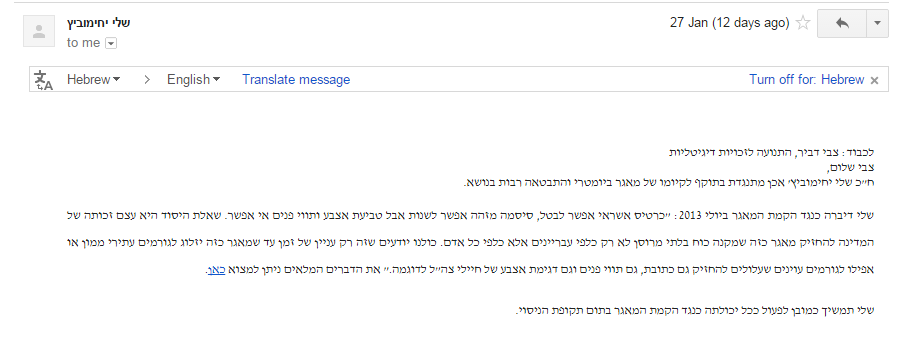 שלי יחימוביץ
27 Jan (12 days ago)
to me
Hebrew > English Translate message Turn off for: Hebrew ×
לכבוד: צבי דביר, התנועה לזכויות דיגיטליות
צבי שלום,
ח״כ שלי יחימוביץ׳ אכן מתנגדת בתוקף לקיומו של מאגר ביומטרי והתבטאה רבות בנושא.
שלי דיברה כנגד הקמת המאגר ביולי 2013: ״כרטיס אשראי אפשר לבטל, סיסמה מזהה אפשר לשנות אבל טביעת אצבע ותווי פנים אי אפשר. שאלת היסוד היא עצם זכותה של
המדינה להחזיק מאגר כזה שמקנה כוח בלתי מרוסן לא רק כלפי עבריינים אלא כלפי כל אדם. כולנו יודעים שזה רק עניין של זמן עד שמאגר כזה יזלוג לגורמים עתירי ממון או
אפילו לגורמים עוינים שעלולים להחזיק גם כתובת, גם תווי פנים וגם דגימת אצבע של חיילי צה״ל לדוגמה.״ את הדברים המלאים ניתן למצוא כאן.
שלי תמשיך כמובן לפעול ככל יכולתה כנגד הקמת המאגר בתום תקופת הניסוי.